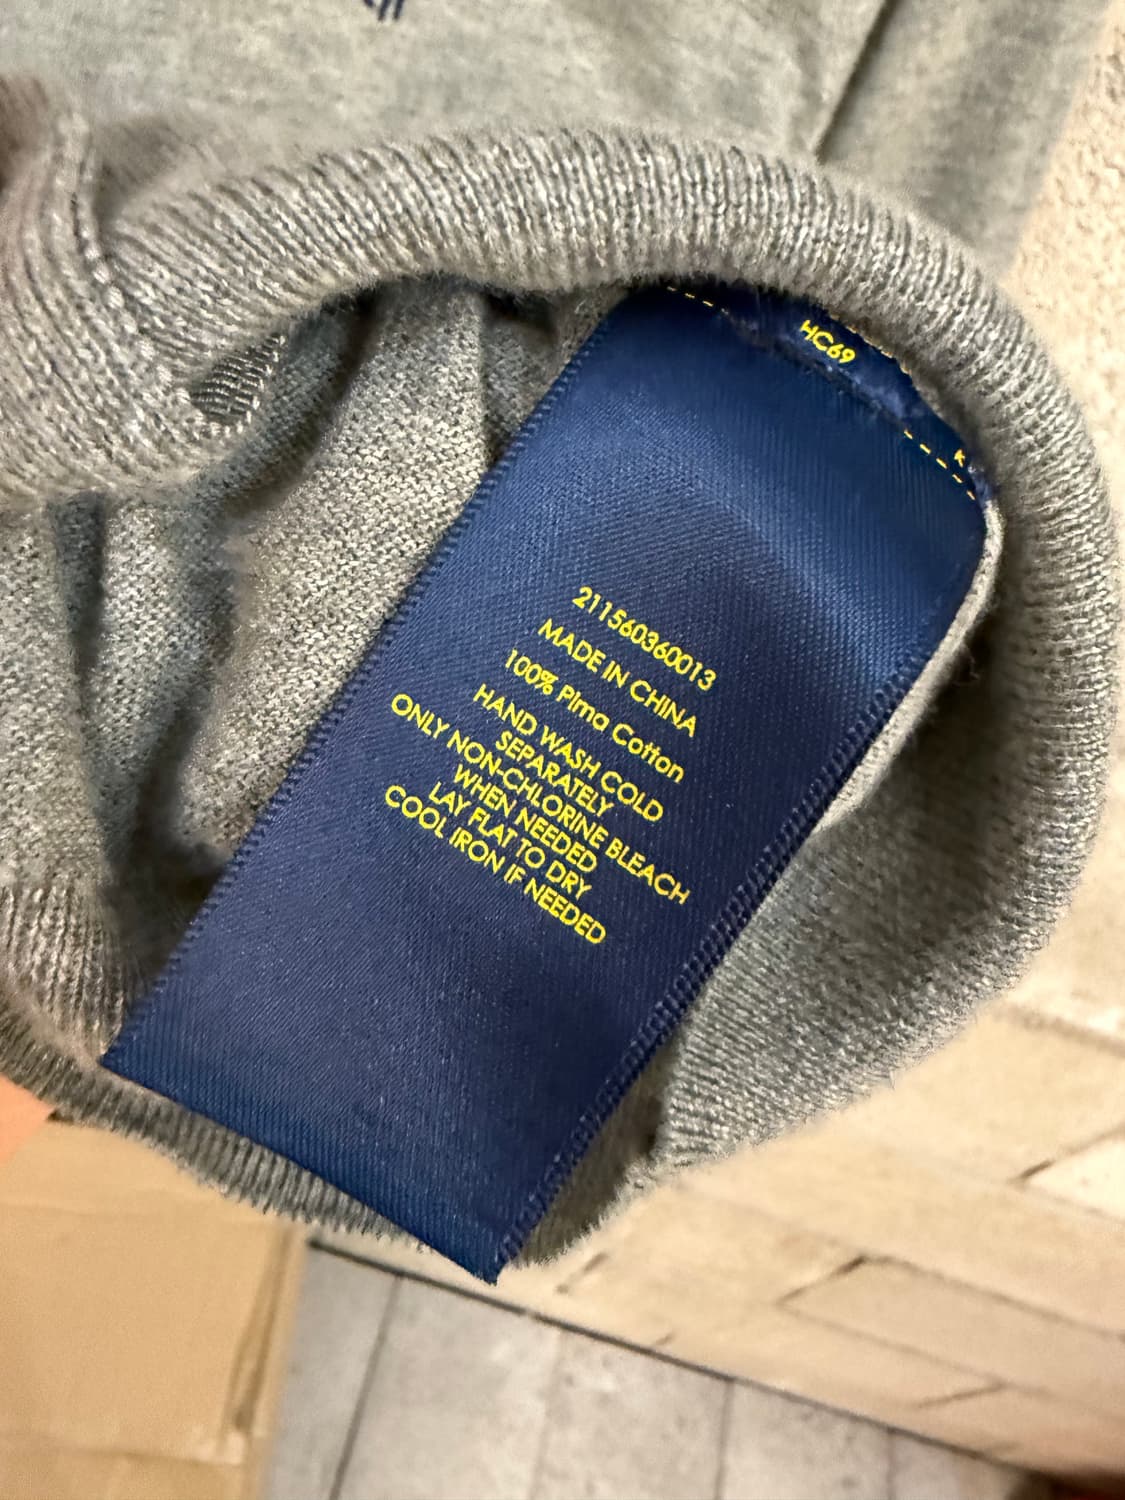 HC69
K
211560360013
MADE IN CHINA
100% Pima Cotton
HAND WASH COLD
SEPARATELY
ONLY NON-CHLORINE BLEACH
WHEN NEEDED
LAY FLAT TO DRY
COOL IRON IF NEEDED